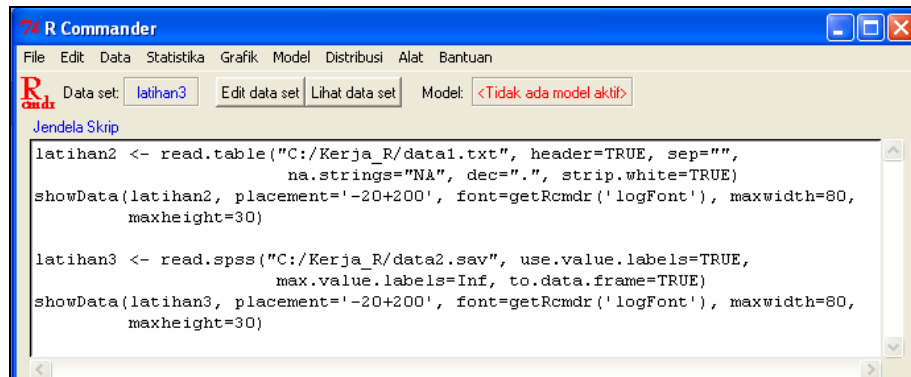 R Commander
File Edit Data Statistika Grafik Model Distribusi Alat Bantuan
R cmdr Data set: latihan3 Edit data set Lihat data set Model: <Tidak ada model aktif>
Jendela Skrip
latihan2 <- read.table("C:/Kerja_R/data1.txt", header=TRUE, sep="",
na.strings="NA", dec=".", strip.white=TRUE)
showData(latihan2, placement='-20+200', font=getRcmdr('logFont'), maxwidth=80,
maxheight=30)
latihan3 <- read.spss("C:/Kerja_R/data2.sav", use.value.labels=TRUE,
max.value.labels=Inf, to.data.frame=TRUE)
showData(latihan3, placement='-20+200', font=getRcmdr('logFont'), maxwidth=80,
maxheight=30)